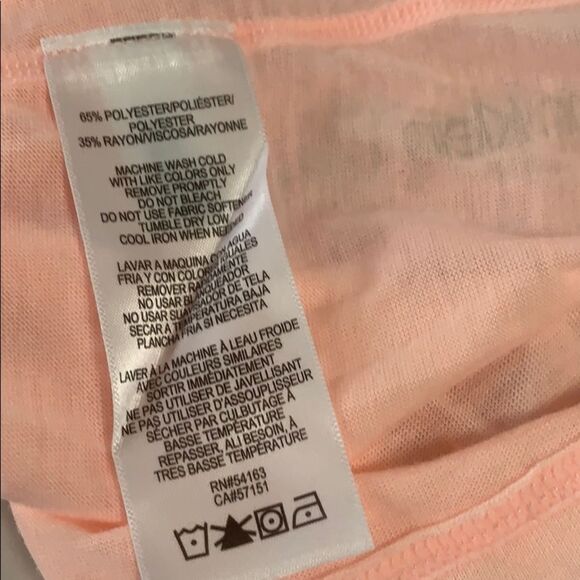 65% POLYESTER/POLIÉSTER/
POLYESTER
35% RAYON/VISCOSA/RAYONNE
MACHINE WASH COLD
WITH LIKE COLORS ONLY
REMOVE PROMPTLY
DO NOT BLEACH
DO NOT USE FABRIC SOFTENER
TUMBLE DRY LOW
COOL IRON WHEN NEEDED
LAVAR A MAQUINA CON AGUA
FRIA Y CON COLORES IGUALES
REMOVER
NO USAR BLANQUEADOR
NO USAR SUAVIZADOR DE TELA
SECAR A TEMPERATURA BAJA
PLANCHA FRIA SI NECESITA
LAVER À LA MACHINE À L'EAU FROIDE
AVEC COULEURS SIMILAIRES
SORTIR IMMÉDIATEMENT
NE PAS UTILISER DE JAVELLISANT
NE PAS UTILISER D'ASSOUPLISSEUR
SÉCHER PAR CULBUTAGE À
BASSE TEMPÉRATURE
REPASSER, AU BESOIN, À
TRES BASSE TEMPÉRATURE
RN#54163
CA#57151